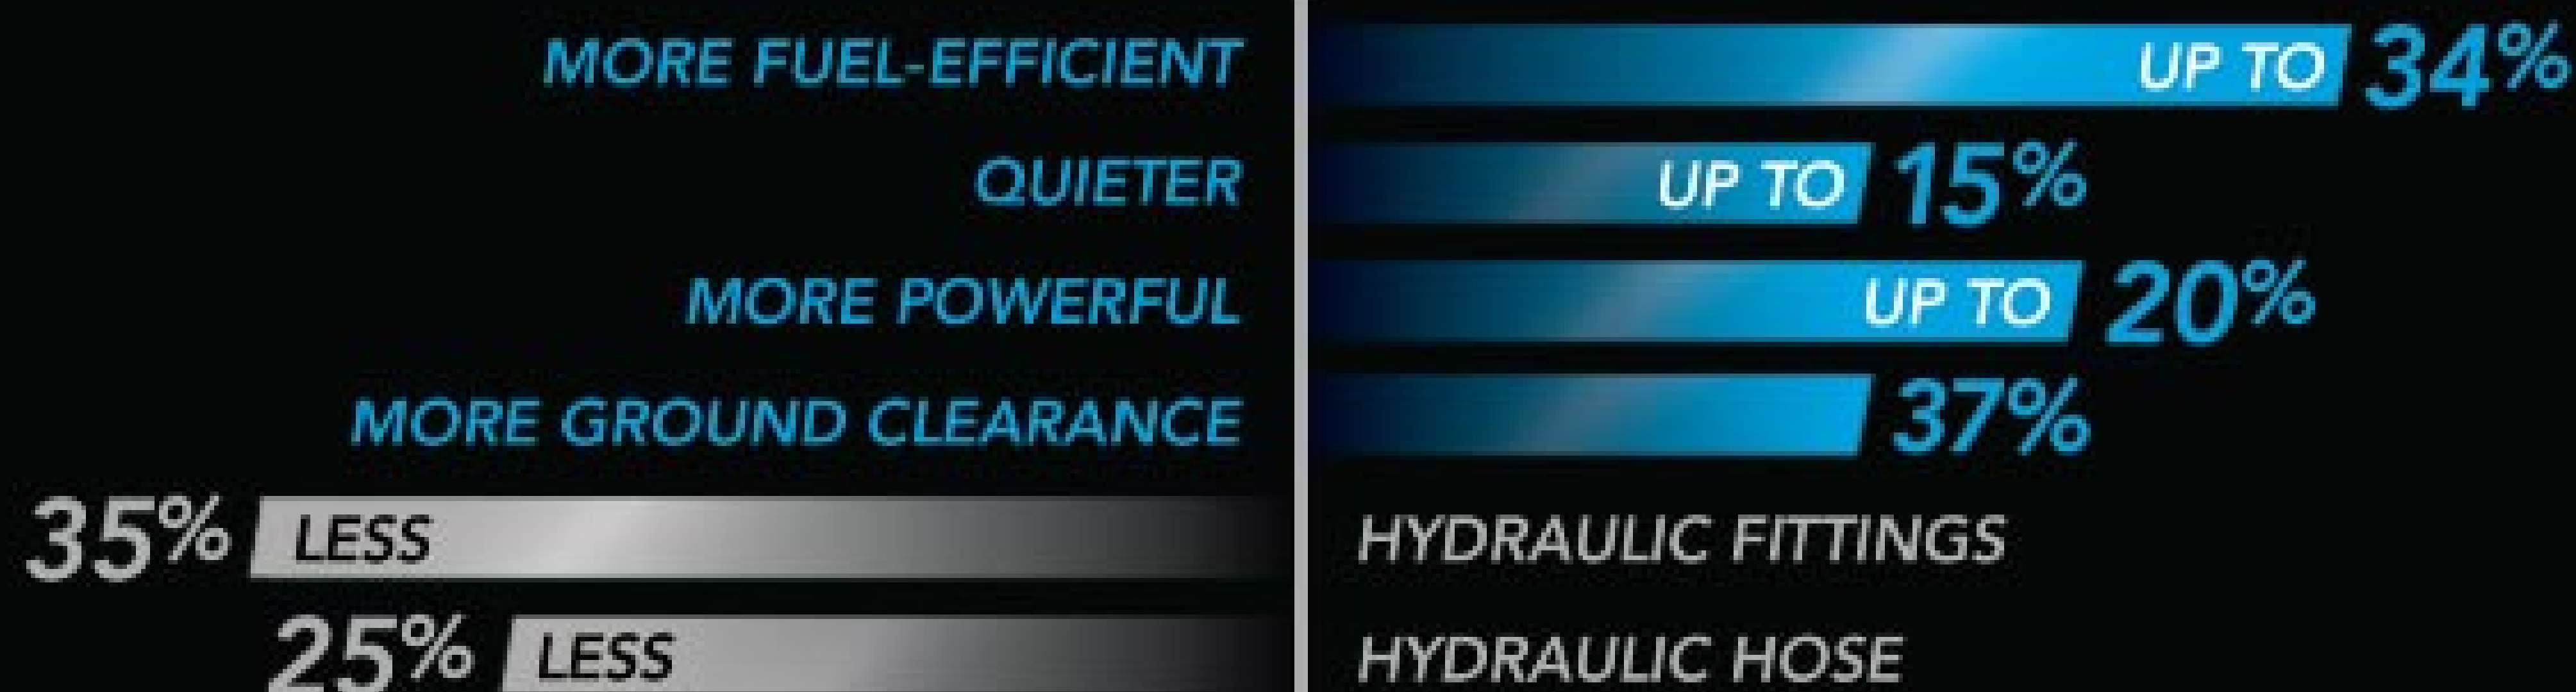 MORE FUEL-EFFICIENT UP TO 34%
QUIETER UP TO 15%
MORE POWERFUL UP TO 20%
MORE GROUND CLEARANCE 37%
35% LESS HYDRAULIC FITTINGS
25% LESS HYDRAULIC HOSE